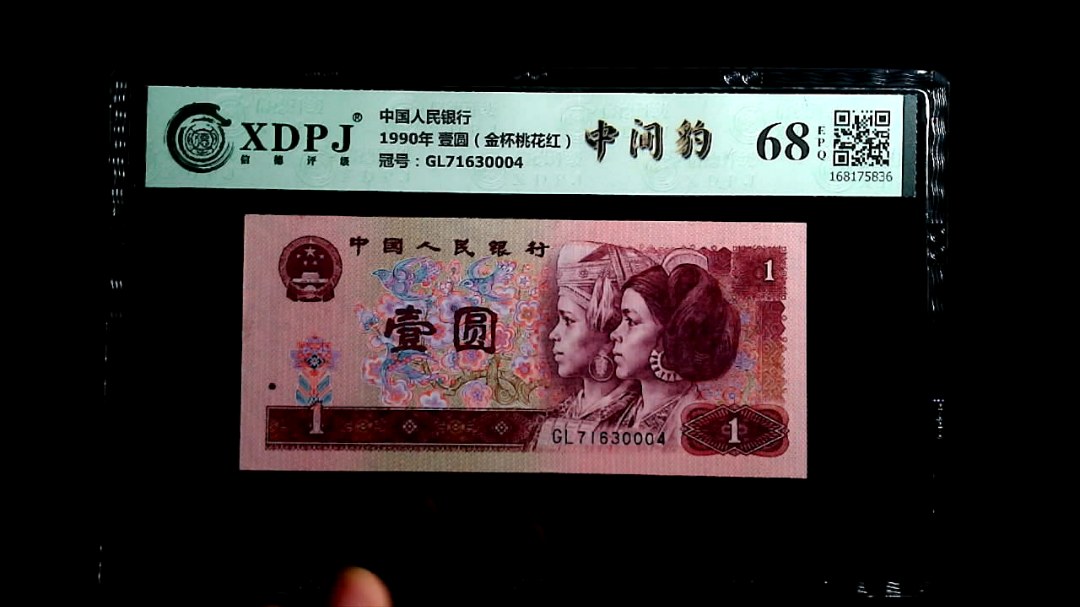 XDPJ®
信德评级
中国人民银行
1990年 壹圆（金杯桃花红）
冠号：GL71630004
中间豹
68
EPQ
168175836
中国人民银行
1
壹圆
1
GL71630004
1